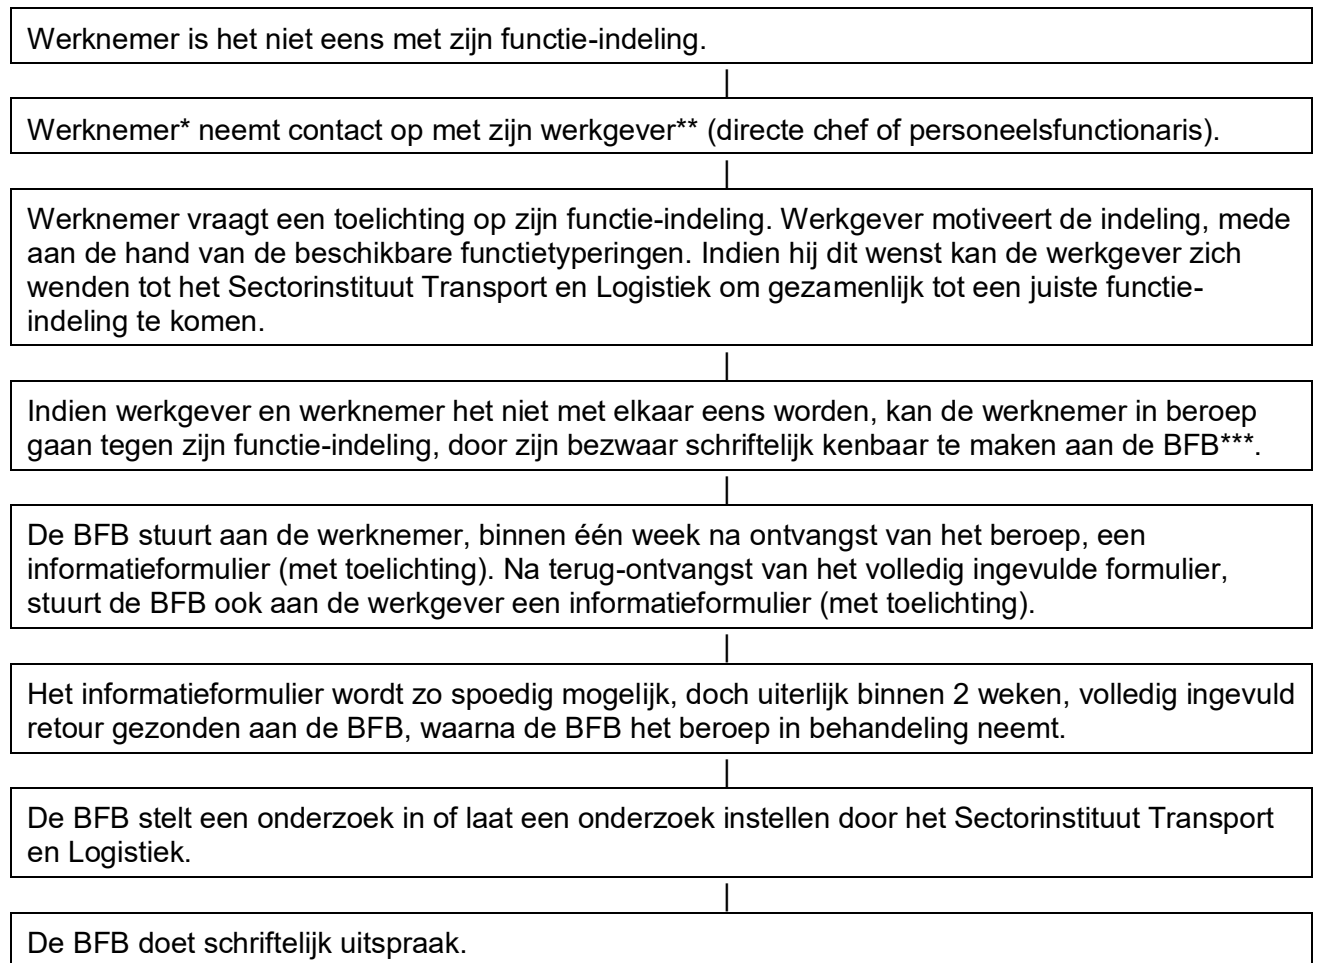 Werknemer is het niet eens met zijn functie-indeling.
Werknemer* neemt contact op met zijn werkgever** (directe chef of personeelsfunctionaris).
Werknemer vraagt een toelichting op zijn functie-indeling. Werkgever motiveert de indeling, mede
aan de hand van de beschikbare functietyperingen. Indien hij dit wenst kan de werkgever zich
wenden tot het Sectorinstituut Transport en Logistiek om gezamenlijk tot een juiste functie-
indeling te komen.
Indien werkgever en werknemer het niet met elkaar eens worden, kan de werknemer in beroep
gaan tegen zijn functie-indeling, door zijn bezwaar schriftelijk kenbaar te maken aan de BFB***.
De BFB stuurt aan de werknemer, binnen één week na ontvangst van het beroep, een
informatieformulier (met toelichting). Na terug-ontvangst van het volledig ingevulde formulier,
stuurt de BFB ook aan de werkgever een informatieformulier (met toelichting).
Het informatieformulier wordt zo spoedig mogelijk, doch uiterlijk binnen 2 weken, volledig ingevuld
retour gezonden aan de BFB, waarna de BFB het beroep in behandeling neemt.
De BFB stelt een onderzoek in of laat een onderzoek instellen door het Sectorinstituut Transport
en Logistiek.
De BFB doet schriftelijk uitspraak.